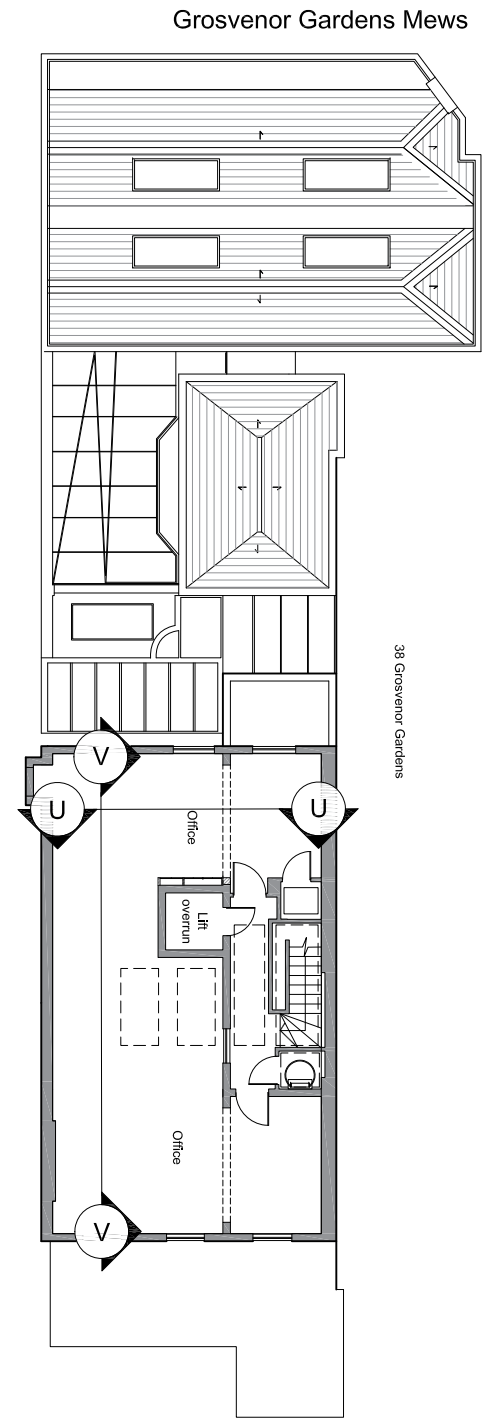 Grosvenor Gardens Mews
38 Grosvenor Gardens
V
U
U
Office
Lift
overrun
Office
V